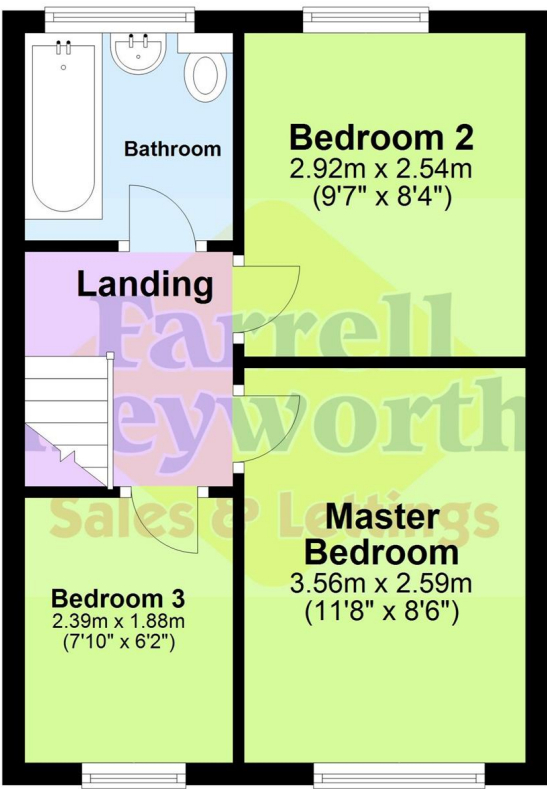 Bathroom
Bedroom 2
2.92m x 2.54m
(9'7" x 8'4")
Landing
Farrell
Heyworth
Sales & Lettings
Master
Bedroom
3.56m x 2.59m
(11'8" x 8'6")
Bedroom 3
2.39m x 1.88m
(7'10" x 6'2")